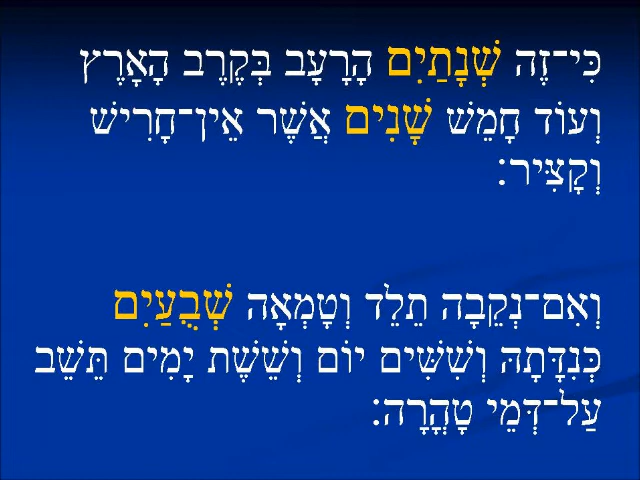 כִּי־זֶה שְׁנָתַיִם הָרָעָב בְּקֶרֶב הָאָרֶץ
וְעוֹד חָמֵשׁ שָׁנִים אֲשֶׁר אֵין־חָרִישׁ
וְקָצִּיר׃
וְאִם־נְקֵבָה תֵלֵד וְטָמְאָה שְׁבֻעַיִם
כְּנִדָּתָהּ וְשִׁשִּׁים יוֹם וְשֵׁשֶׁת יָמִים תֵּשֵׁב
עַל־דְּמֵי טָהֳרָה׃